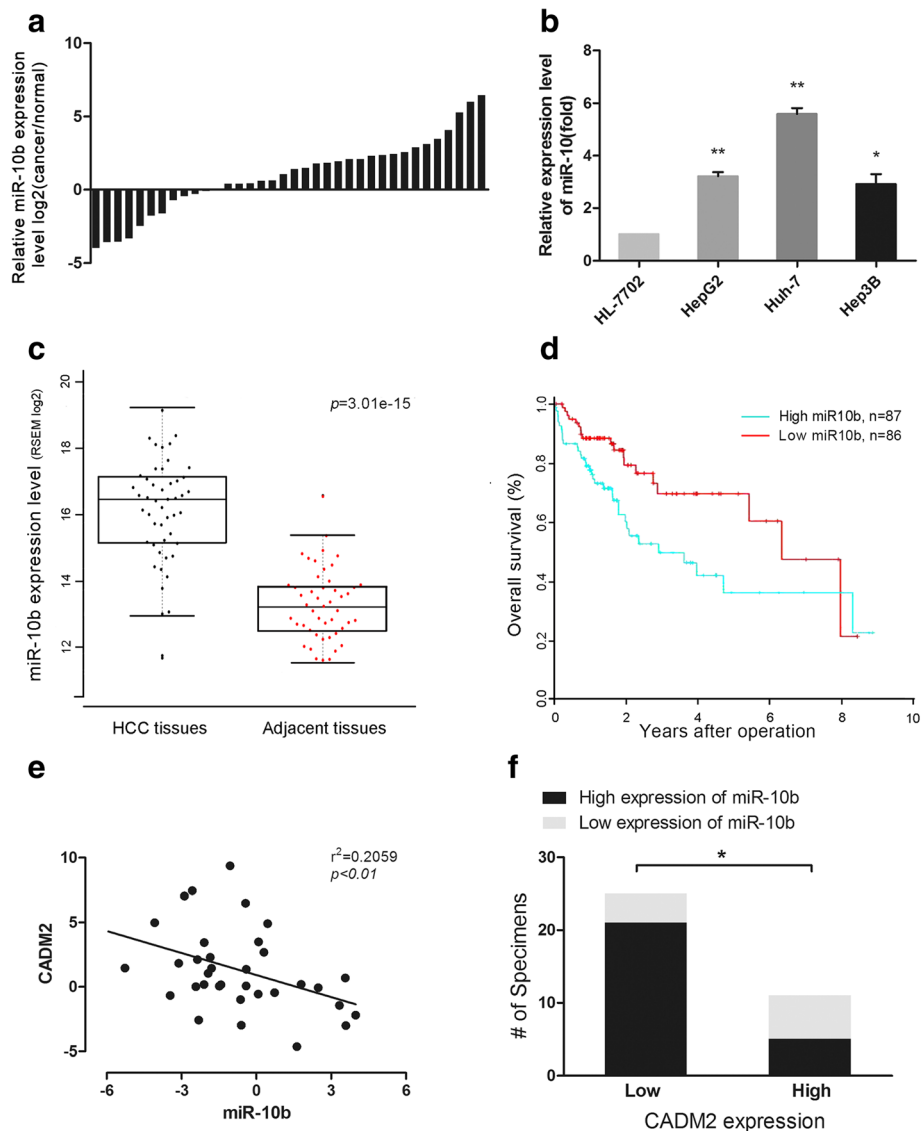 a
Relative miR-10b expression
level log2(cancer/normal)
10
5
0
-5
b
Relative expression level
of miR-10(fold)
8
6
4
2
0
**
**
*
HL-7702
HepG2
Huh-7
Hep3B
c
miR-10b expression level (RSEM log2)
20
18
16
14
12
p=3.01e-15
HCC tissues
Adjacent tissues
d
Overall survival (%)
1.0
0.8
0.6
0.4
0.2
0.0
High miR10b, n=87
Low miR10b, n=86
0
2
4
6
8
10
Years after operation
e
CADM2
10
5
0
-5
r²=0.2059
p<0.01
-6
-3
0
3
6
miR-10b
f
High expression of miR-10b
Low expression of miR-10b
# of Specimens
30
20
10
0
*
Low
High
CADM2 expression